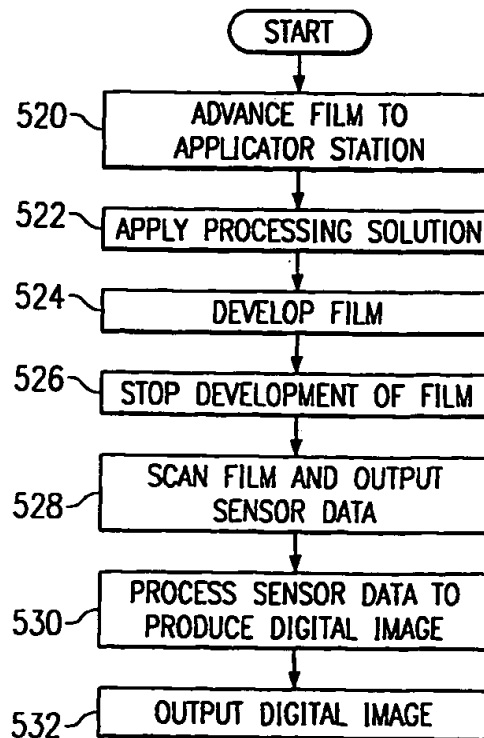 START
520
ADVANCE FILM TO
APPLICATOR STATION
522
APPLY PROCESSING SOLUTION
524
DEVELOP FILM
526
STOP DEVELOPMENT OF FILM
528
SCAN FILM AND OUTPUT
SENSOR DATA
530
PROCESS SENSOR DATA TO
PRODUCE DIGITAL IMAGE
532
OUTPUT DIGITAL IMAGE